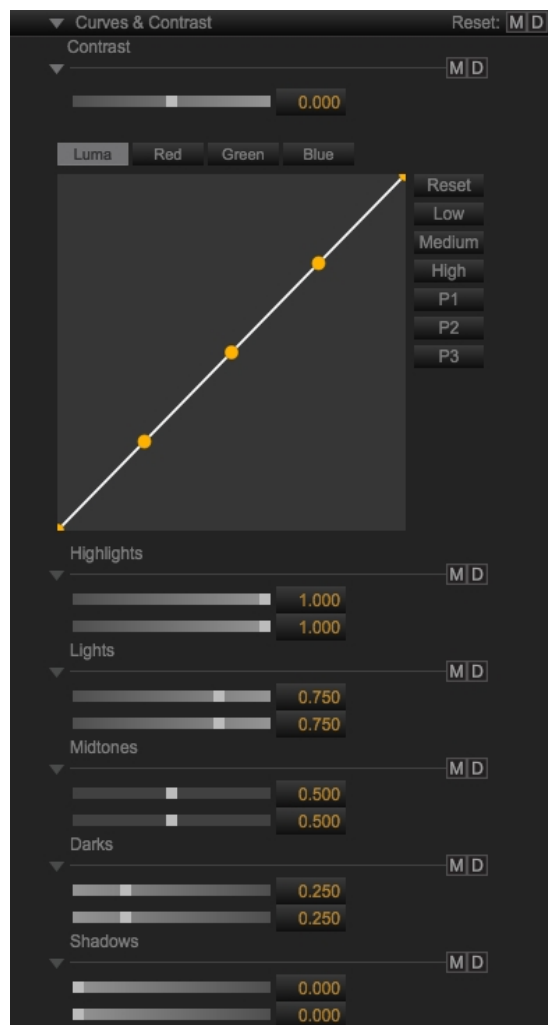 Curves & Contrast Reset: M D
Contrast
M D
0.000
Luma Red Green Blue
Reset
Low
Medium
High
P1
P2
P3
Highlights
M D
1.000
1.000
Lights
M D
0.750
0.750
Midtones
M D
0.500
0.500
Darks
M D
0.250
0.250
Shadows
M D
0.000
0.000